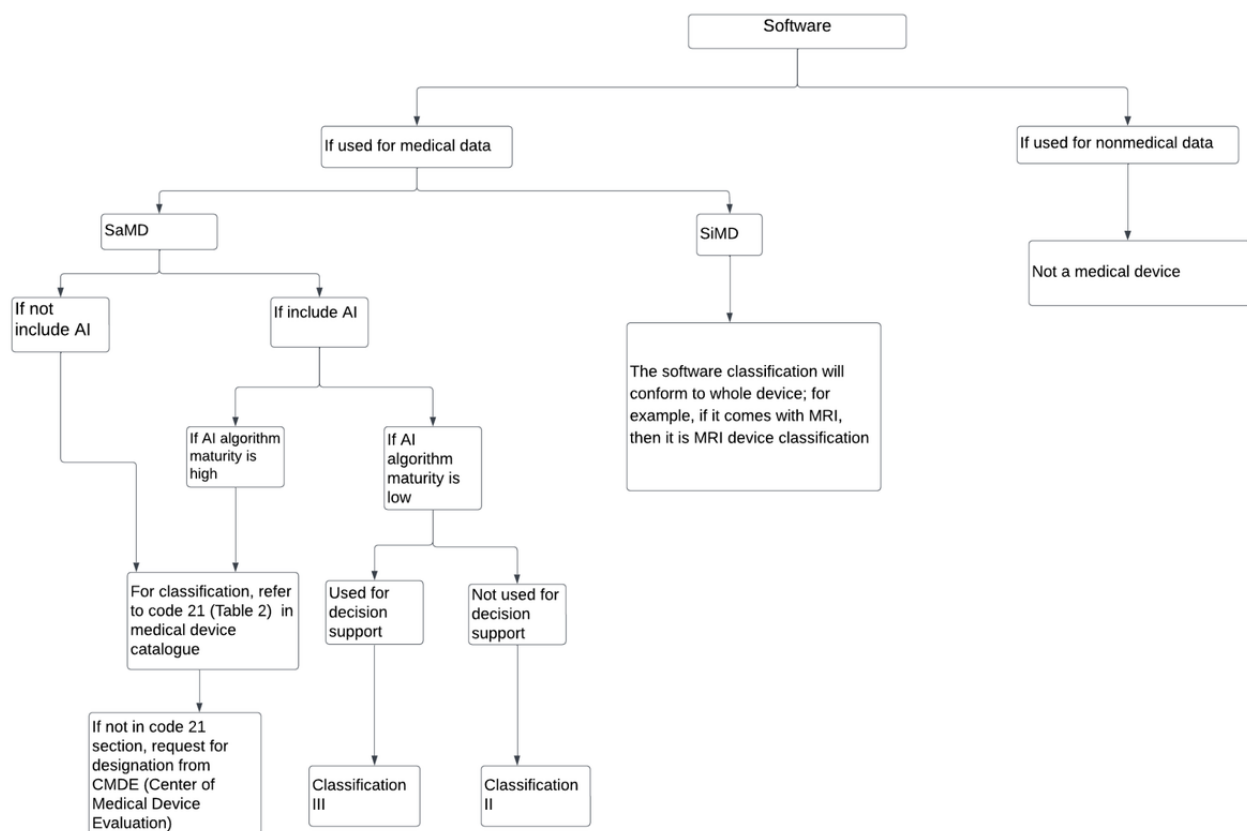 Software
If used for medical data
If used for nonmedical data
SaMD
SiMD
Not a medical device
If not
include AI
If include AI
The software classification will
conform to whole device; for
example, if it comes with MRI,
then it is MRI device classification
If AI algorithm
maturity is
high
If AI
algorithm
maturity is
low
For classification, refer
to code 21 (Table 2) in
medical device
catalogue
Used for
decision
support
Not used for
decision
support
If not in code 21
section, request for
designation from
CMDE (Center of
Medical Device
Evaluation)
Classification
III
Classification
II